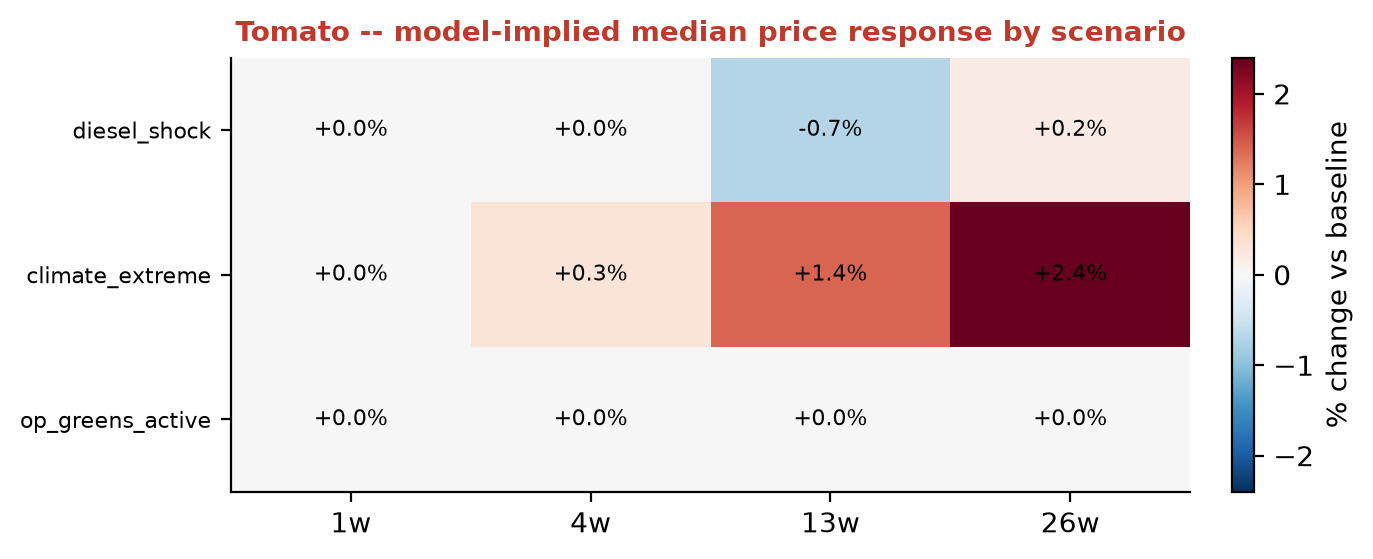 Tomato -- model-implied median price response by scenario
diesel_shock +0.0% +0.0% -0.7% +0.2%
climate_extreme +0.0% +0.3% +1.4% +2.4%
op_greens_active +0.0% +0.0% +0.0% +0.0%
1w 4w 13w 26w
2
1
0
−1
−2
% change vs baseline